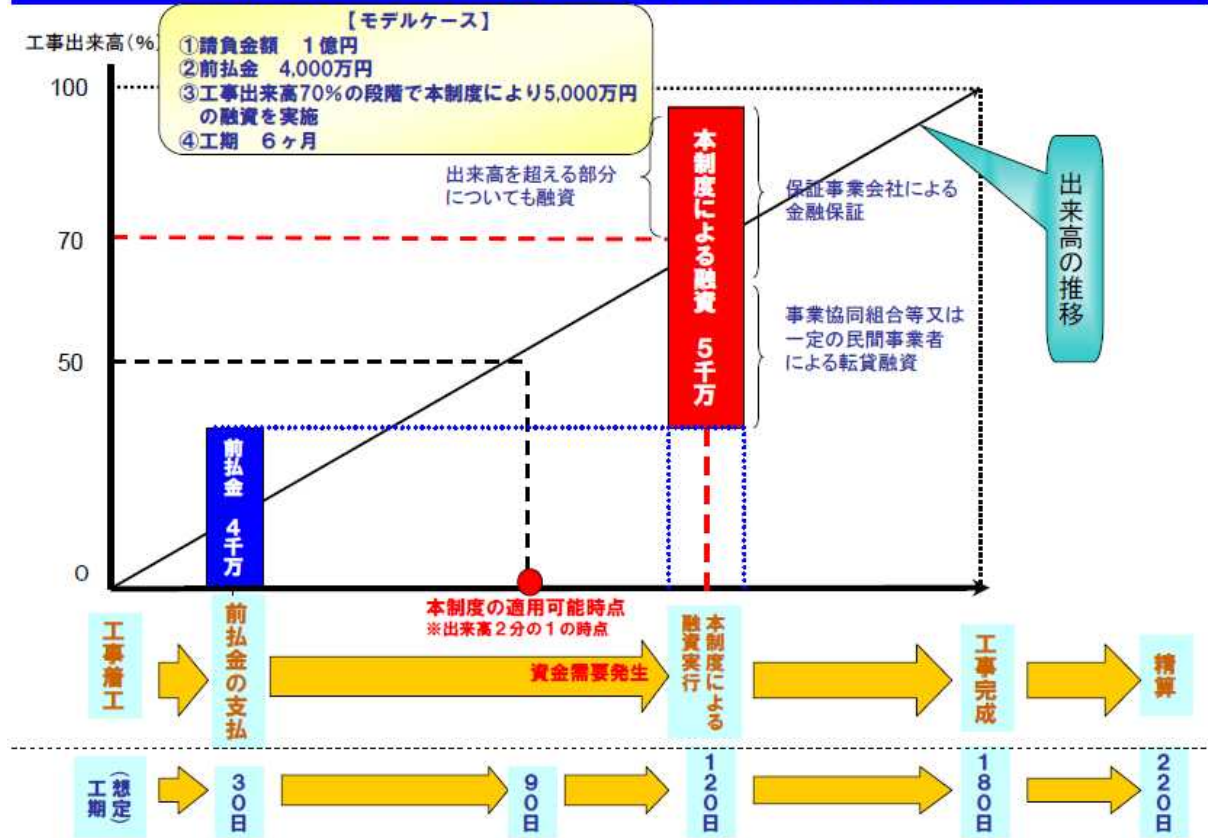 【モデルケース】
①請負金額 1億円
②前払金 4,000万円
③工事出来高70%の段階で本制度により5,000万円
の融資を実施
④工期 6ヶ月
工事出来高(%)
100
70
50
0
出来高を超える部分
についても融資
本制度による融資 5千万
保証事業会社による
金融保証
事業協同組合等又は
一定の民間事業者
による転貸融資
出来高の推移
前払金 4千万
本制度の適用可能時点
※出来高2分の1の時点
工事着工
前払金の支払
資金需要発生
本制度による
融資実行
工事完成
精算
(想定)
工期
30日
90日
120日
180日
220日